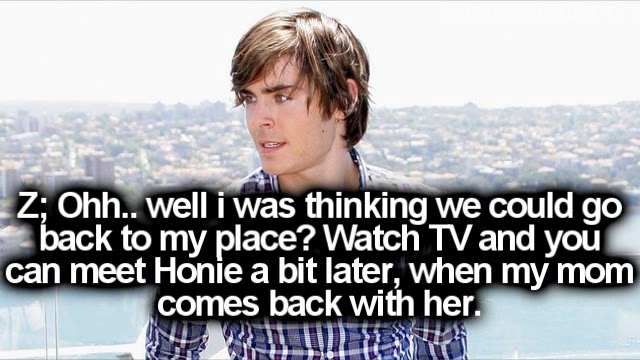 Z; Ohh.. well i was thinking we could go
back to my place? Watch TV and you
can meet Honie a bit later, when my mom
comes back with her.